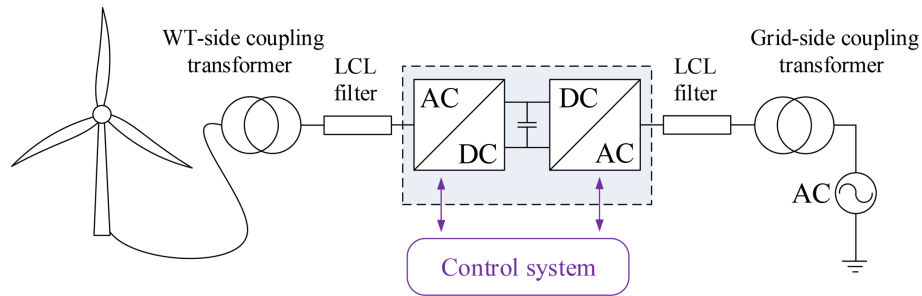 WT-side coupling
transformer
LCL
filter
AC
DC
DC
AC
LCL
filter
Grid-side coupling
transformer
AC
Control system